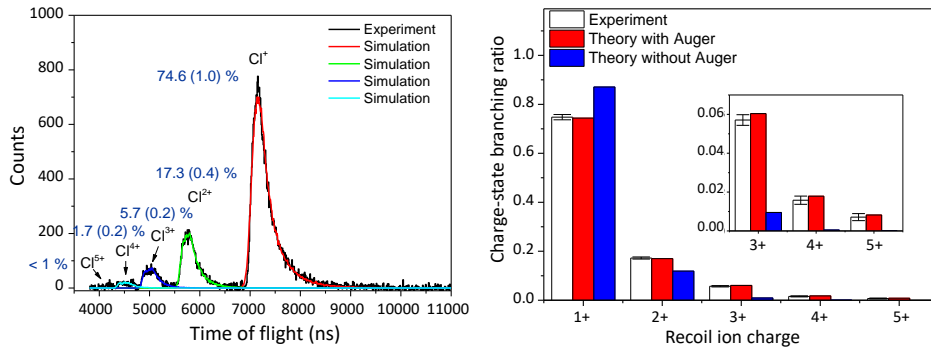 1000
800
600
400
200
0
Counts
Experiment
Simulation
Simulation
Simulation
Simulation
Cl+
74.6 (1.0) %
17.3 (0.4) %
Cl2+
5.7 (0.2) %
Cl3+
1.7 (0.2) %
Cl4+
Cl5+
< 1 %
4000 5000 6000 7000 8000 9000 10000 11000
Time of flight (ns)
1.0
0.8
0.6
0.4
0.2
0.0
Charge-state branching ratio
Experiment
Theory with Auger
Theory without Auger
0.06
0.04
0.02
0.00
3+ 4+ 5+
1+ 2+ 3+ 4+ 5+
Recoil ion charge